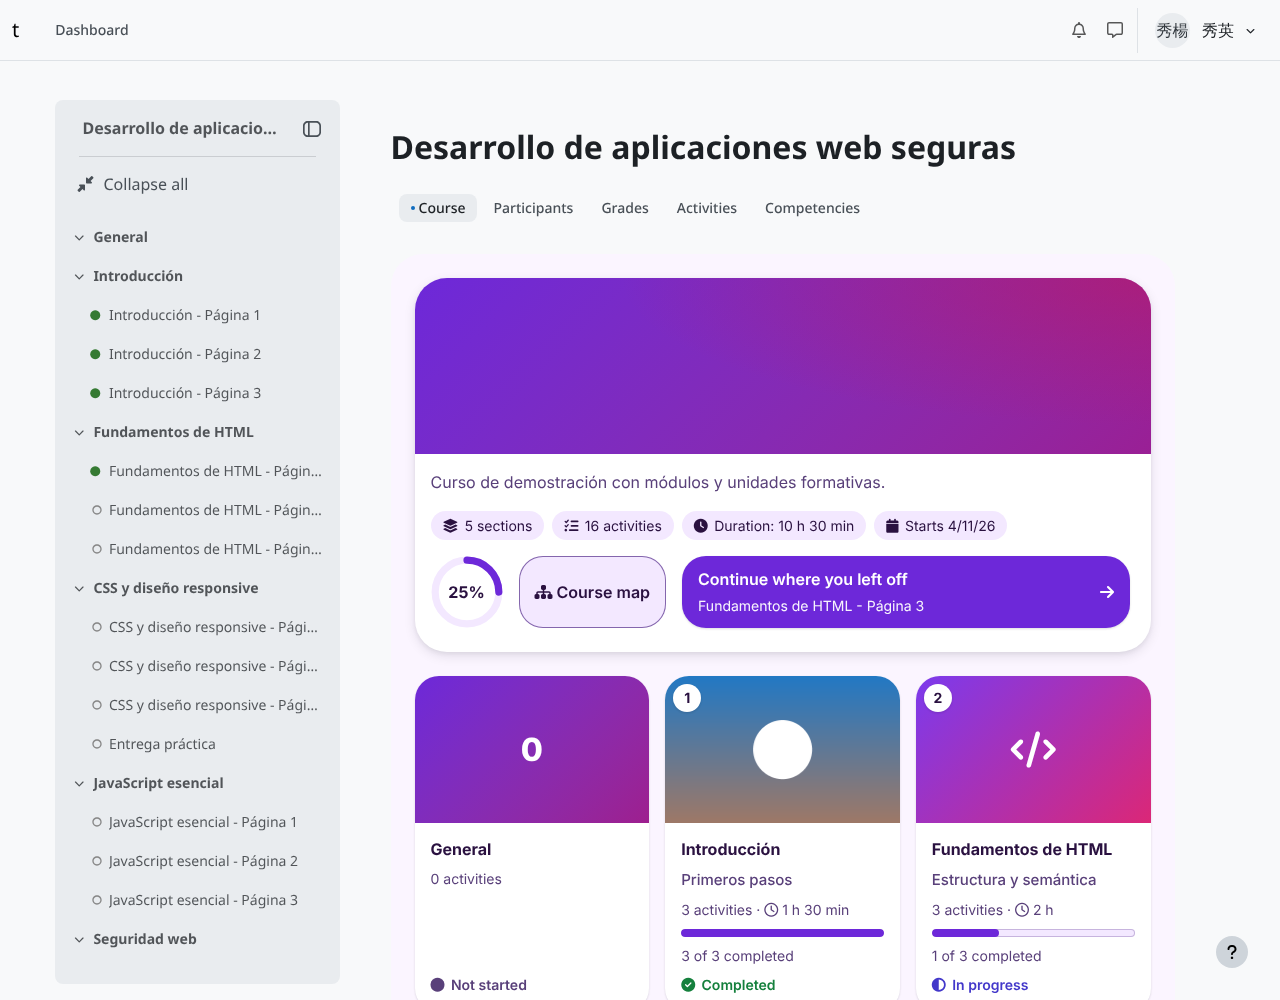 t
Dashboard
秀楊
秀英
Desarrollo de aplicacio...
Collapse all
General
Introducción
Introducción - Página 1
Introducción - Página 2
Introducción - Página 3
Fundamentos de HTML
Fundamentos de HTML - Págin...
Fundamentos de HTML - Págin...
Fundamentos de HTML - Págin...
CSS y diseño responsive
CSS y diseño responsive - Pági...
CSS y diseño responsive - Pági...
CSS y diseño responsive - Pági...
Entrega práctica
JavaScript esencial
JavaScript esencial - Página 1
JavaScript esencial - Página 2
JavaScript esencial - Página 3
Seguridad web
Desarrollo de aplicaciones web seguras
Course
Participants
Grades
Activities
Competencies
Curso de demostración con módulos y unidades formativas.
5 sections
16 activities
Duration: 10 h 30 min
Starts 4/11/26
25%
Course map
Continue where you left off
Fundamentos de HTML - Página 3
0
General
0 activities
Not started
1
Introducción
Primeros pasos
3 activities · 1 h 30 min
3 of 3 completed
Completed
2
</>
Fundamentos de HTML
Estructura y semántica
3 activities · 2 h
1 of 3 completed
In progress
?